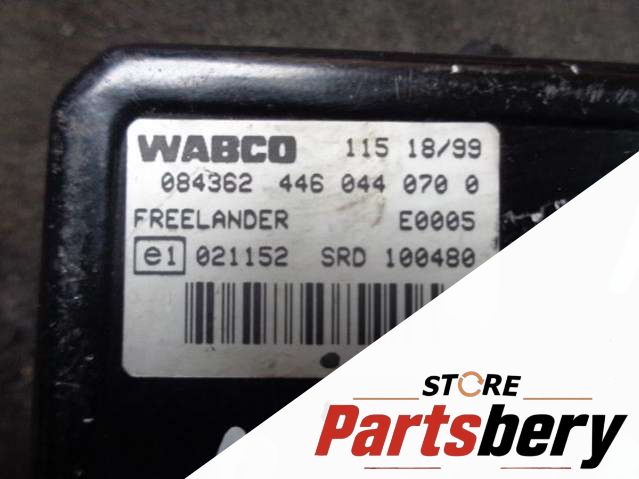 WABCO 115 18/99
084362 446 044 070 0
FREELANDER E0005
e1 021152 SRD 100480
STORE
Partsbery